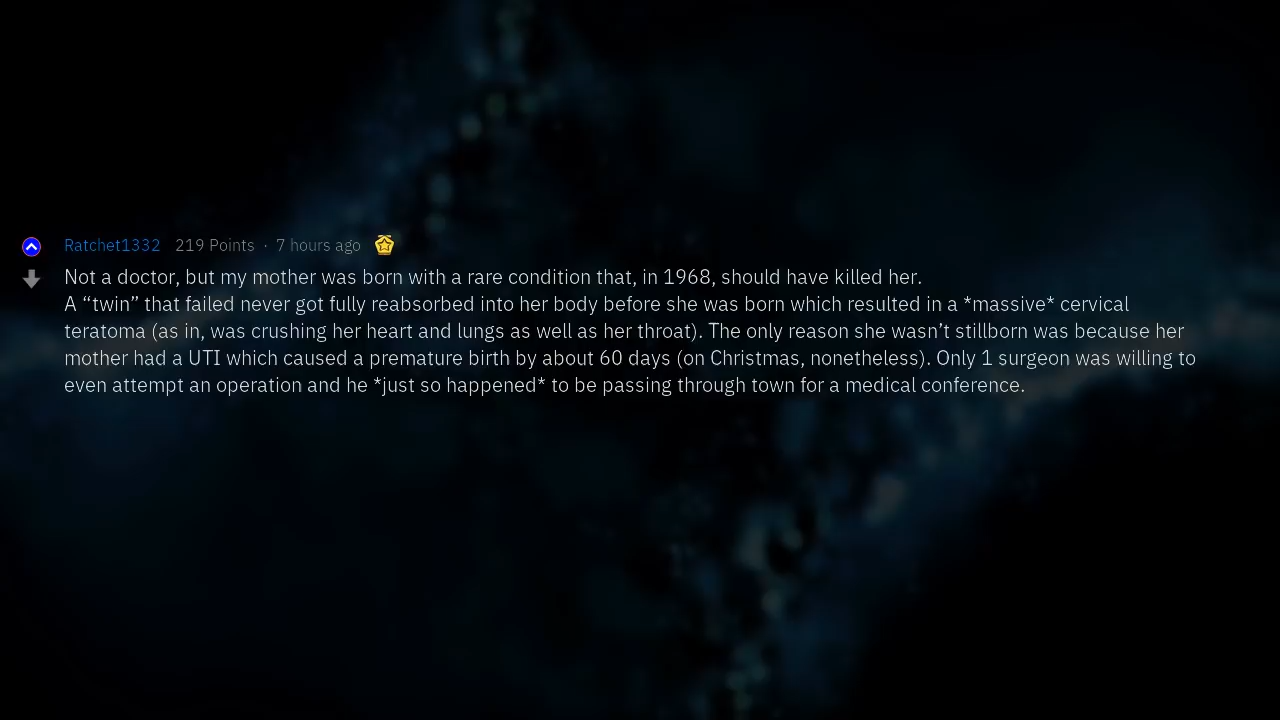 Ratchet1332 219 Points · 7 hours ago
Not a doctor, but my mother was born with a rare condition that, in 1968, should have killed her.
A “twin” that failed never got fully reabsorbed into her body before she was born which resulted in a *massive* cervical
teratoma (as in, was crushing her heart and lungs as well as her throat). The only reason she wasn’t stillborn was because her
mother had a UTI which caused a premature birth by about 60 days (on Christmas, nonetheless). Only 1 surgeon was willing to
even attempt an operation and he *just so happened* to be passing through town for a medical conference.